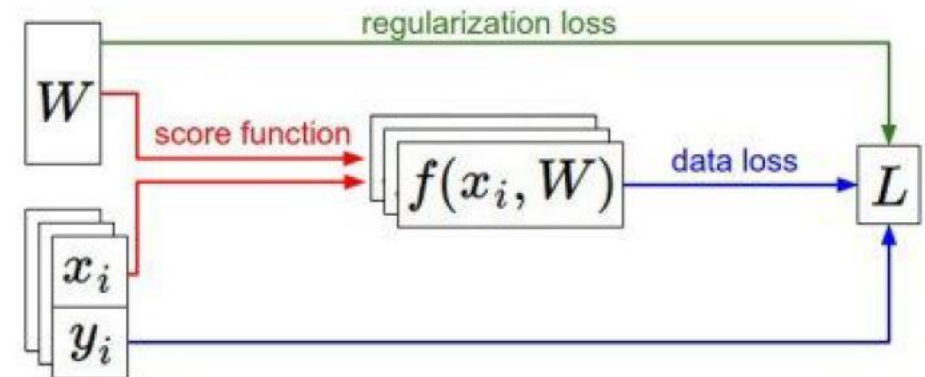 regularization loss
W
score function
f(x_i, W)
data loss
L
x_i
y_i